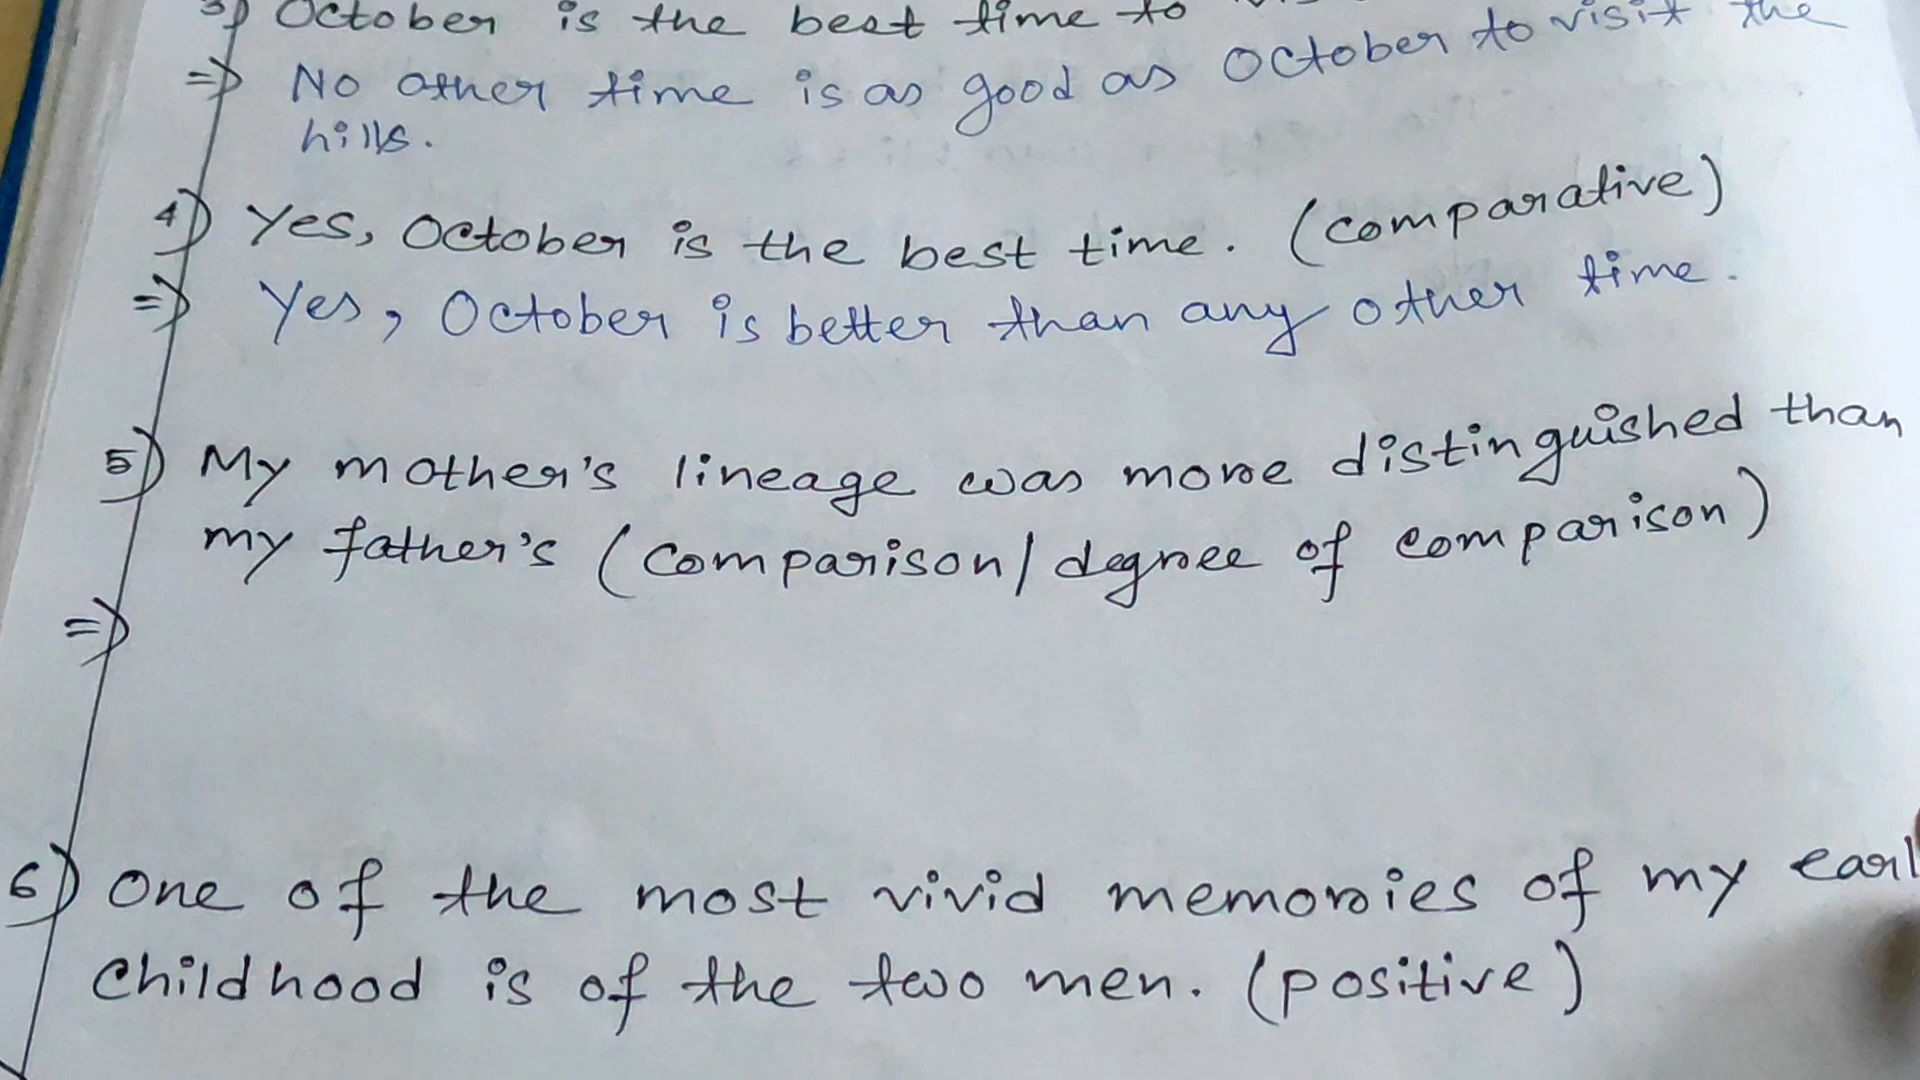 3) October is the best time to
=> No other time is as good as October to visit the
hills.
4) Yes, October is the best time. (comparative)
=> Yes, October is better than any other time.
5) My mother's lineage was more distinguished than
my father's (comparison/degree of comparison)
=>
6) One of the most vivid memories of my earl
childhood is of the two men. (positive)